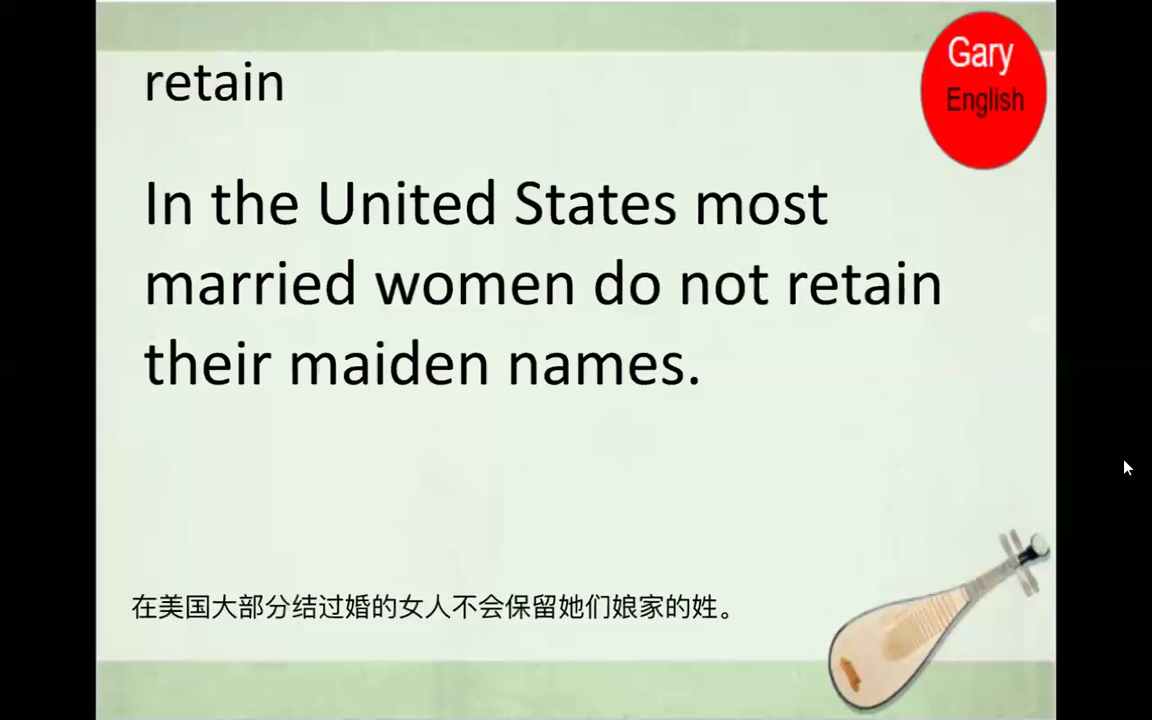 retain
Gary
English
In the United States most
married women do not retain
their maiden names.
在美国大部分结过婚的女人不会保留她们娘家的姓。